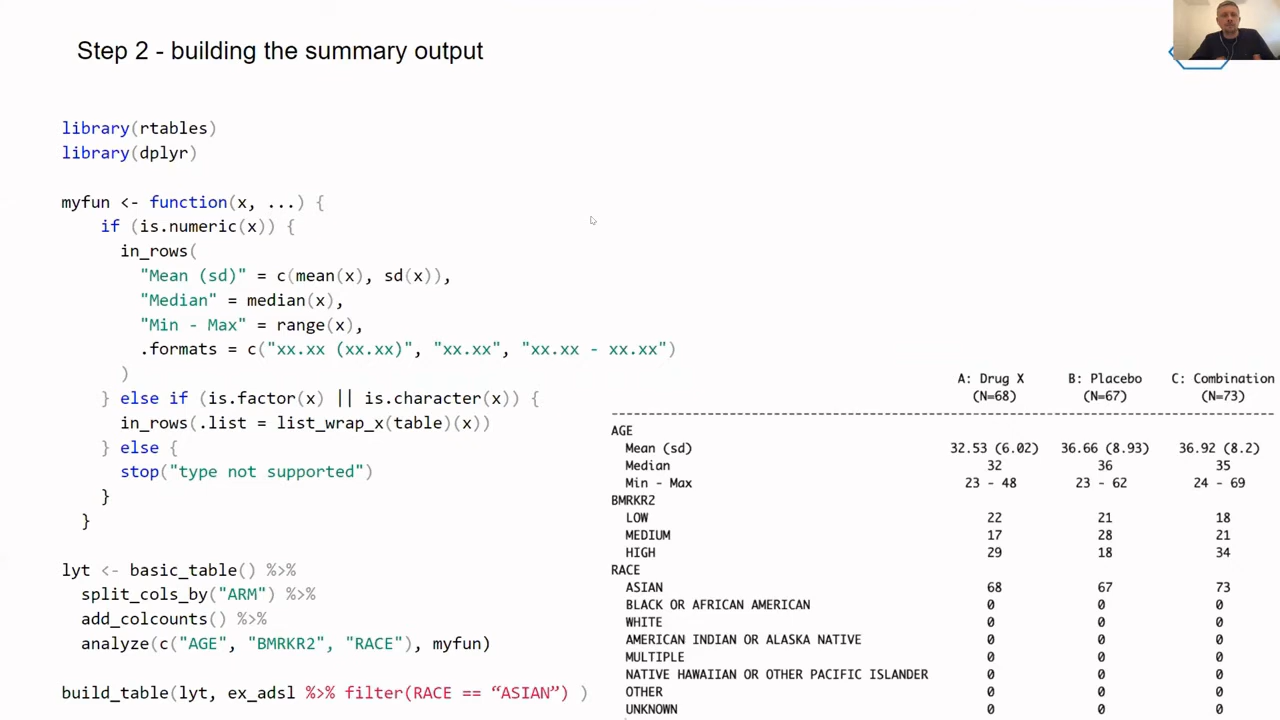 Step 2 - building the summary output
library(rtables)
library(dplyr)
myfun <- function(x, ...) {
if (is.numeric(x)) {
in_rows(
"Mean (sd)" = c(mean(x), sd(x)),
"Median" = median(x),
"Min - Max" = range(x),
.formats = c("xx.xx (xx.xx)", "xx.xx", "xx.xx - xx.xx")
)
} else if (is.factor(x) || is.character(x)) {
in_rows(.list = list_wrap_x(table)(x))
} else {
stop("type not supported")
}
}
lyt <- basic_table() %>%
split_cols_by("ARM") %>%
add_colcounts() %>%
analyze(c("AGE", "BMRKR2", "RACE"), myfun)
build_table(lyt, ex_adsl %>% filter(RACE == “ASIAN”) )
A: Drug X B: Placebo C: Combination
(N=68) (N=67) (N=73)
AGE
Mean (sd) 32.53 (6.02) 36.66 (8.93) 36.92 (8.2)
Median 32 36 35
Min - Max 23 - 48 23 - 62 24 - 69
BMRKR2
LOW 22 21 18
MEDIUM 17 28 21
HIGH 29 18 34
RACE
ASIAN 68 67 73
BLACK OR AFRICAN AMERICAN 0 0 0
WHITE 0 0 0
AMERICAN INDIAN OR ALASKA NATIVE 0 0 0
MULTIPLE 0 0 0
NATIVE HAWAIIAN OR OTHER PACIFIC ISLANDER 0 0 0
OTHER 0 0 0
UNKNOWN 0 0 0